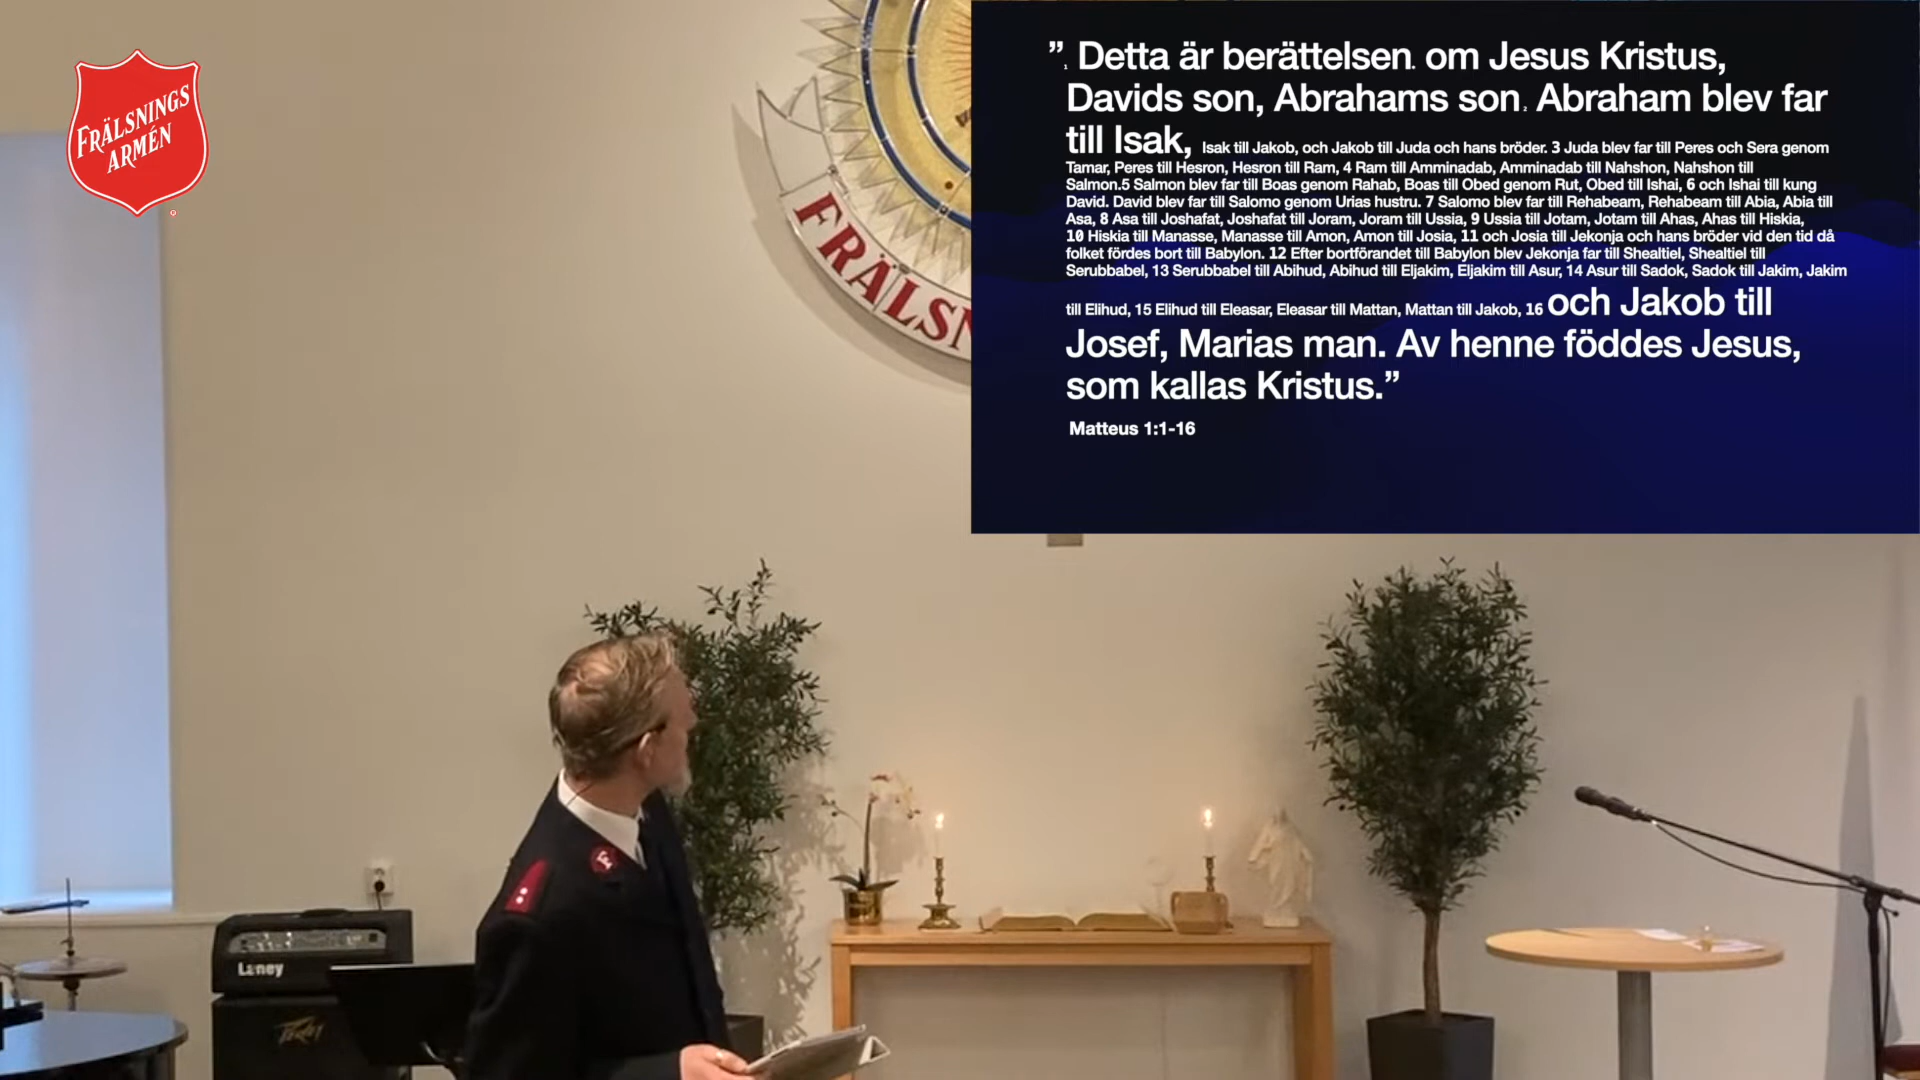 FRÄLSNINGS
ARMÉN
®
” 1 Detta är berättelsen. om Jesus Kristus,
Davids son, Abrahams son. 2 Abraham blev far
till Isak, Isak till Jakob, och Jakob till Juda och hans bröder. 3 Juda blev far till Peres och Sera genom
Tamar, Peres till Hesron, Hesron till Ram, 4 Ram till Amminadab, Amminadab till Nahshon, Nahshon till
Salmon.5 Salmon blev far till Boas genom Rahab, Boas till Obed genom Rut, Obed till Ishai, 6 och Ishai till kung
David. David blev far till Salomo genom Urias hustru. 7 Salomo blev far till Rehabeam, Rehabeam till Abia, Abia till
Asa, 8 Asa till Joshafat, Joshafat till Joram, Joram till Ussia, 9 Ussia till Jotam, Jotam till Ahas, Ahas till Hiskia,
10 Hiskia till Manasse, Manasse till Amon, Amon till Josia, 11 och Josia till Jekonja och hans bröder vid den tid då
folket fördes bort till Babylon. 12 Efter bortförandet till Babylon blev Jekonja far till Shealtiel, Shealtiel till
Serubbabel, 13 Serubbabel till Abihud, Abihud till Eljakim, Eljakim till Asur, 14 Asur till Sadok, Sadok till Jakim, Jakim
till Elihud, 15 Elihud till Eleasar, Eleasar till Mattan, Mattan till Jakob, 16 och Jakob till
Josef, Marias man. Av henne föddes Jesus,
som kallas Kristus.”
Matteus 1:1-16
FRÄLSN
Laney
PEAVEY